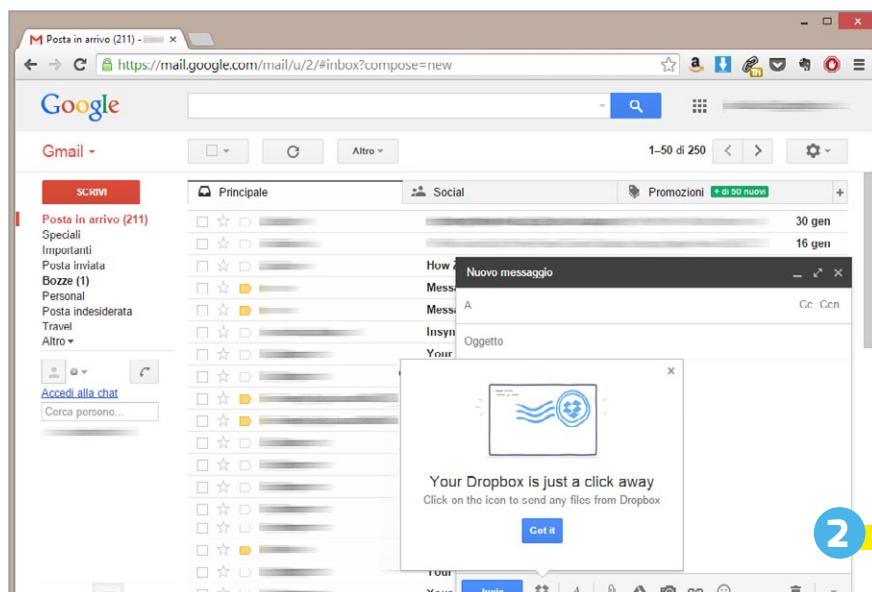 Posta in arrivo (211) -
https://mail.google.com/mail/u/2/#inbox?compose=new
Google
Gmail
Altro
1–50 di 250
SCRIVI
Principale
Social
Promozioni
+ di 50 nuovi
+
Posta in arrivo (211)
Speciali
Importanti
Posta inviata
Bozze (1)
Personal
Posta indesiderata
Travel
Altro
Accedi alla chat
Cerca persone...
30 gen
16 gen
How
Insyn
Your
Nuovo messaggio
A
Cc Ccn
Oggetto
Your Dropbox is just a click away
Click on the icon to send any files from Dropbox
Got it
2